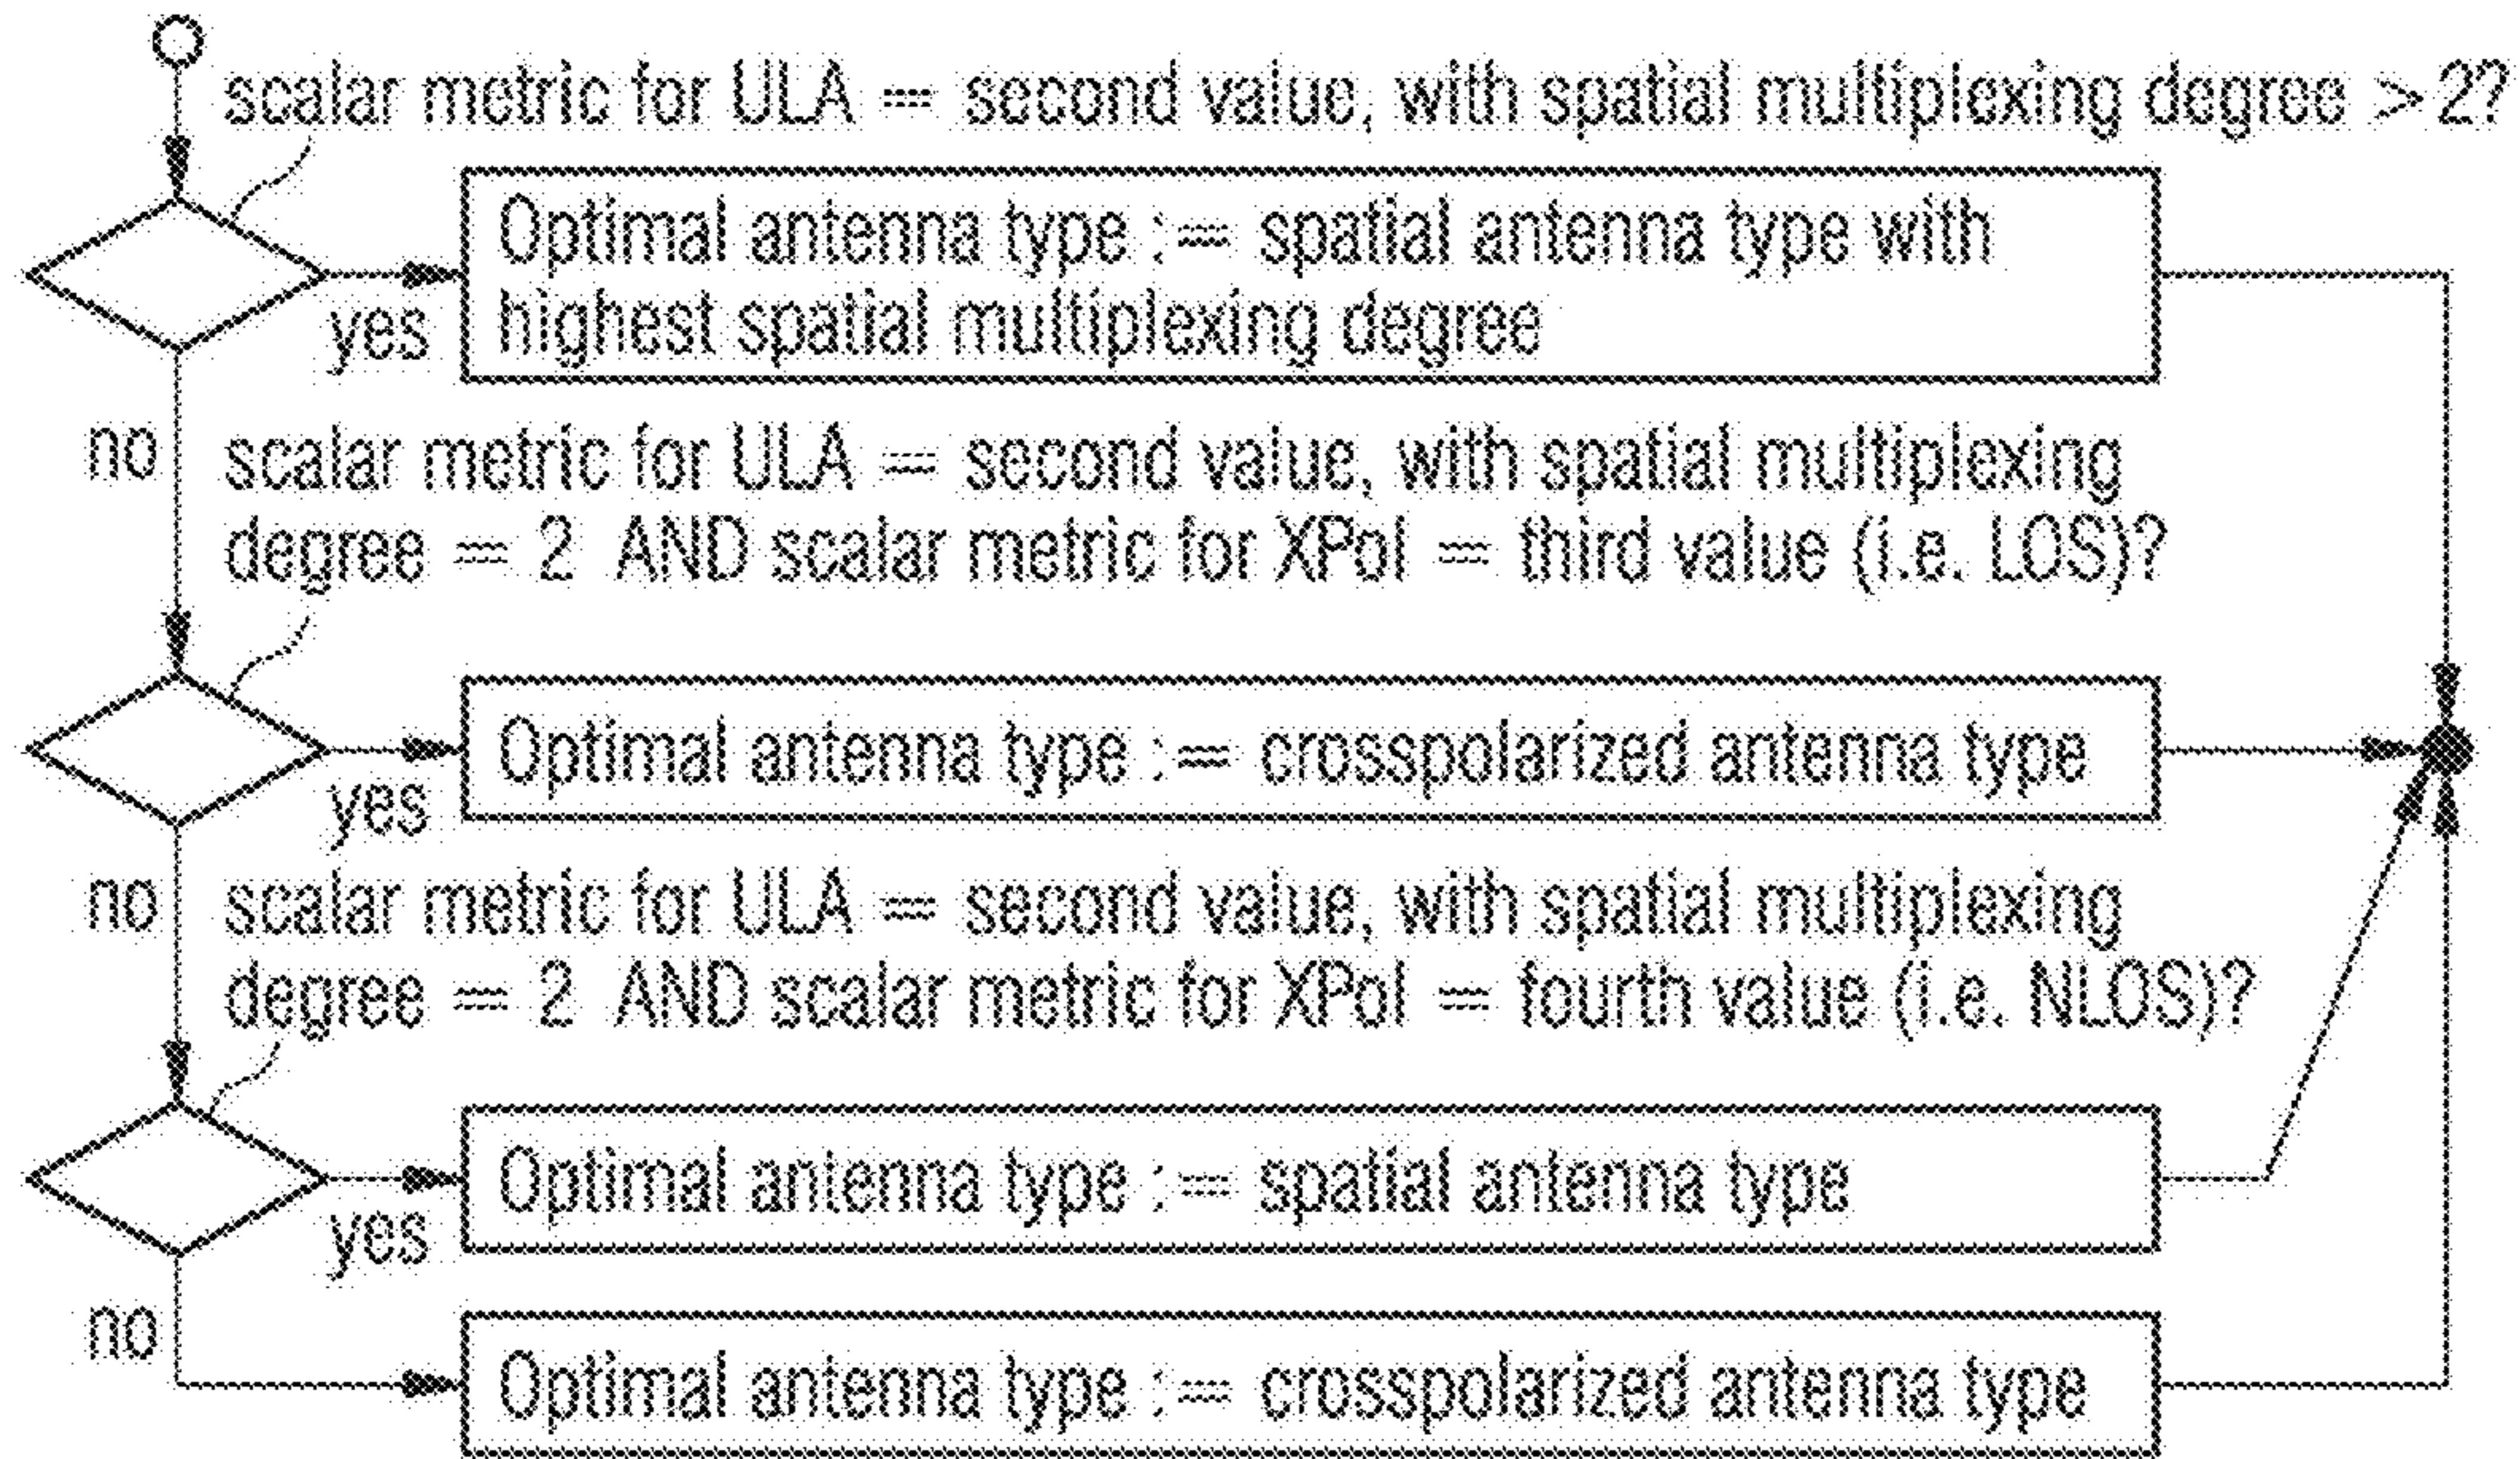 scalar metric for ULA == second value, with spatial multiplexing degree > 2?
Optimal antenna type := spatial antenna type with
highest spatial multiplexing degree
yes
no
scalar metric for ULA == second value, with spatial multiplexing
degree == 2 AND scalar metric for XPol == third value (i.e. LOS)?
Optimal antenna type := crosspolarized antenna type
yes
no
scalar metric for ULA == second value, with spatial multiplexing
degree == 2 AND scalar metric for XPol == fourth value (i.e. NLOS)?
Optimal antenna type := spatial antenna type
yes
no
Optimal antenna type := crosspolarized antenna type